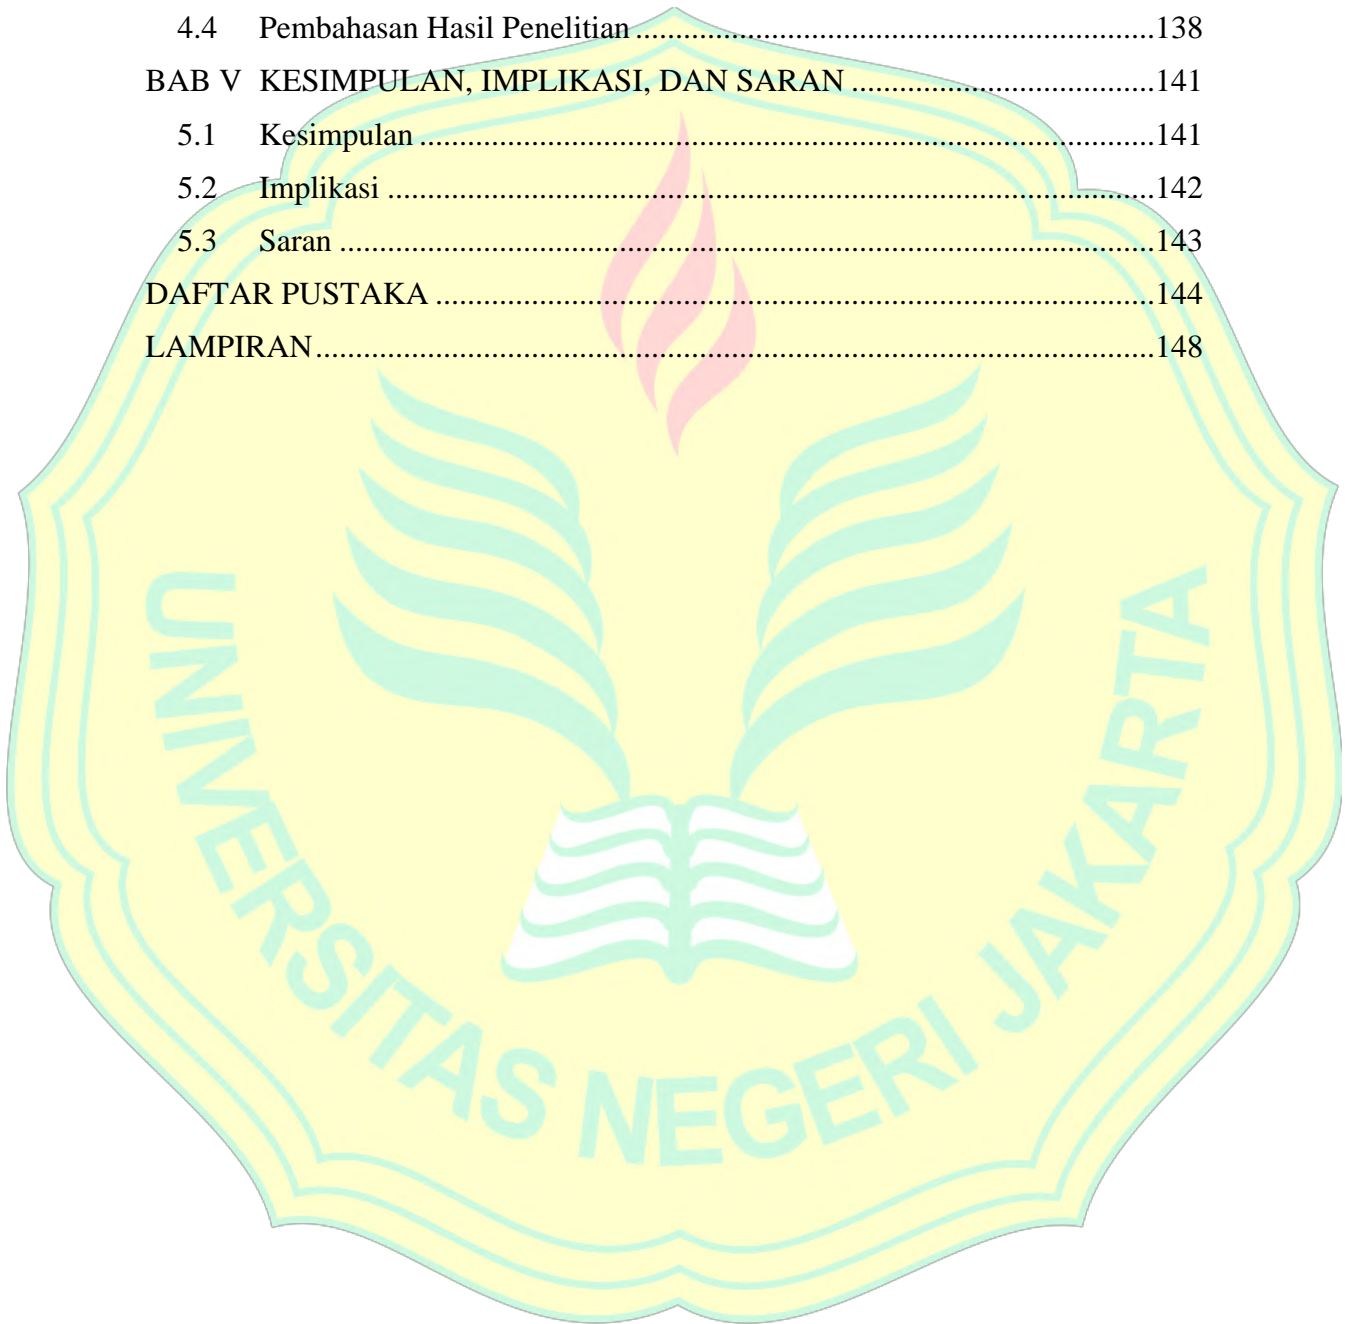 4.4 Pembahasan Hasil Penelitian ................................................................138
BAB V KESIMPULAN, IMPLIKASI, DAN SARAN ......................................141
5.1 Kesimpulan ..........................................................................................141
5.2 Implikasi ..............................................................................................142
5.3 Saran ....................................................................................................143
DAFTAR PUSTAKA ..........................................................................................144
LAMPIRAN .........................................................................................................148
UNIVERSITAS NEGERI JAKARTA